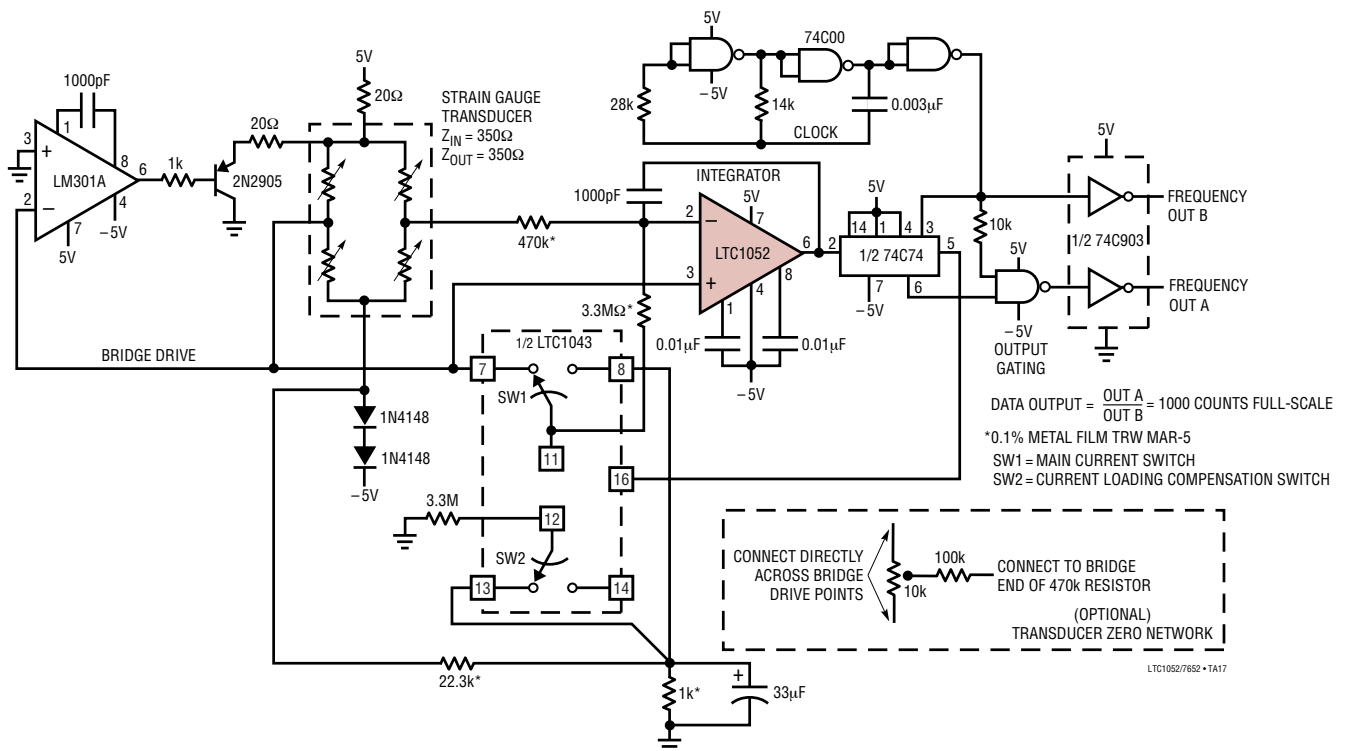 1000pF
3
2
1
8
6
7
4
LM301A
5V
–5V
1k
2N2905
20Ω
5V
20Ω
STRAIN GAUGE
TRANSDUCER
ZIN = 350Ω
ZOUT = 350Ω
BRIDGE DRIVE
1N4148
1N4148
–5V
470k*
1000pF
INTEGRATOR
2
3
5V
7
LTC1052
6
8
4
1
0.01µF
0.01µF
–5V
3.3MΩ*
5V
–5V
74C00
28k
14k
0.003µF
CLOCK
5V
14
1
4
3
2
1/2 74C74
5
7
6
–5V
10k
5V
–5V
OUTPUT
GATING
5V
1/2 74C903
FREQUENCY
OUT B
FREQUENCY
OUT A
1/2 LTC1043
7
8
SW1
11
16
3.3M
12
SW2
13
14
22.3k*
1k*
+
33µF
DATA OUTPUT = OUT A
OUT B = 1000 COUNTS FULL-SCALE
*0.1% METAL FILM TRW MAR-5
SW1 = MAIN CURRENT SWITCH
SW2 = CURRENT LOADING COMPENSATION SWITCH
CONNECT DIRECTLY
ACROSS BRIDGE
DRIVE POINTS
10k
100k
CONNECT TO BRIDGE
END OF 470k RESISTOR
(OPTIONAL)
TRANSDUCER ZERO NETWORK
LTC1052/7652 • TA17